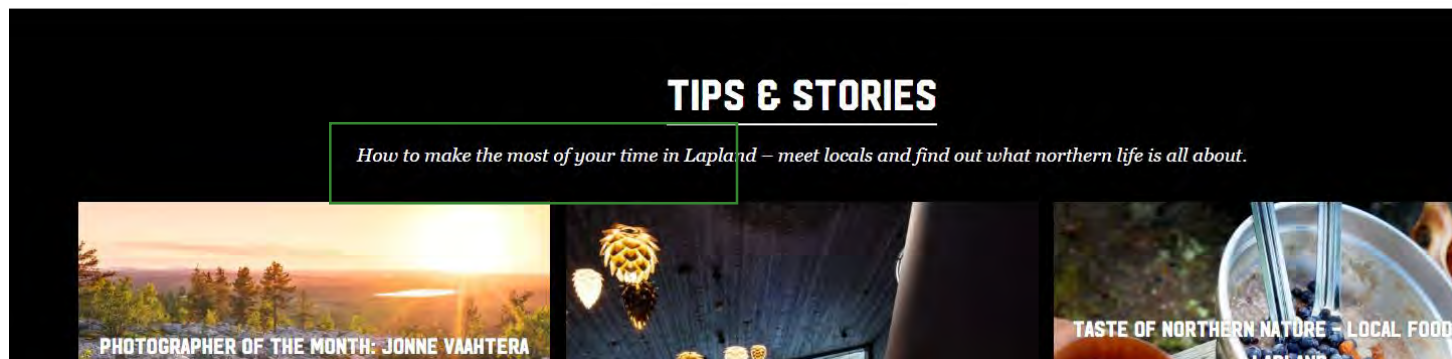 TIPS & STORIES
How to make the most of your time in Lapland – meet locals and find out what northern life is all about.
PHOTOGRAPHER OF THE MONTH: JONNE VAAHTERA
TASTE OF NORTHERN NATURE – LOCAL FOOD